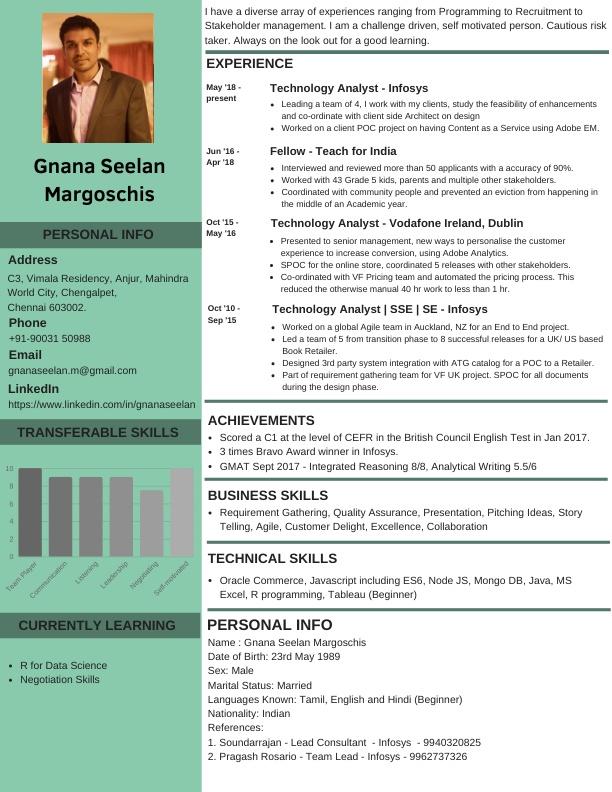 Gnana Seelan
Margoschis
PERSONAL INFO
Address
C3, Vimala Residency, Anjur, Mahindra
World City, Chengalpet,
Chennai 603002.
Phone
+91-90031 50988
Email
gnanaseelan.m@gmail.com
LinkedIn
https://www.linkedin.com/in/gnanaseelan
TRANSFERABLE SKILLS
10
8
6
4
2
0
Team Player
Communication
Listening
Leadership
Negotiating
Self-motivated
CURRENTLY LEARNING
• R for Data Science
• Negotiation Skills
I have a diverse array of experiences ranging from Programming to Recruitment to
Stakeholder management. I am a challenge driven, self motivated person. Cautious risk
taker. Always on the look out for a good learning.
EXPERIENCE
May '18 -
present
Technology Analyst - Infosys
• Leading a team of 4, I work with my clients, study the feasibility of enhancements
and co-ordinate with client side Architect on design
• Worked on a client POC project on having Content as a Service using Adobe EM.
Jun '16 -
Apr '18
Fellow - Teach for India
• Interviewed and reviewed more than 50 applicants with a accuracy of 90%.
• Worked with 43 Grade 5 kids, parents and multiple other stakeholders.
• Coordinated with community people and prevented an eviction from happening in
the middle of an Academic year.
Oct '15 -
May '16
Technology Analyst - Vodafone Ireland, Dublin
• Presented to senior management, new ways to personalise the customer
experience to increase conversion, using Adobe Analytics.
• SPOC for the online store, coordinated 5 releases with other stakeholders.
• Co-ordinated with VF Pricing team and automated the pricing process. This
reduced the otherwise manual 40 hr work to less than 1 hr.
Oct '10 -
Sep '15
Technology Analyst | SSE | SE - Infosys
• Worked on a global Agile team in Auckland, NZ for an End to End project.
• Led a team of 5 from transition phase to 8 successful releases for a UK/ US based
Book Retailer.
• Designed 3rd party system integration with ATG catalog for a POC to a Retailer.
• Part of requirement gathering team for VF UK project. SPOC for all documents
during the design phase.
ACHIEVEMENTS
• Scored a C1 at the level of CEFR in the British Council English Test in Jan 2017.
• 3 times Bravo Award winner in Infosys.
• GMAT Sept 2017 - Integrated Reasoning 8/8, Analytical Writing 5.5/6
BUSINESS SKILLS
• Requirement Gathering, Quality Assurance, Presentation, Pitching Ideas, Story
Telling, Agile, Customer Delight, Excellence, Collaboration
TECHNICAL SKILLS
• Oracle Commerce, Javascript including ES6, Node JS, Mongo DB, Java, MS
Excel, R programming, Tableau (Beginner)
PERSONAL INFO
Name : Gnana Seelan Margoschis
Date of Birth: 23rd May 1989
Sex: Male
Marital Status: Married
Languages Known: Tamil, English and Hindi (Beginner)
Nationality: Indian
References:
1. Soundarrajan - Lead Consultant - Infosys - 9940320825
2. Pragash Rosario - Team Lead - Infosys - 9962737326